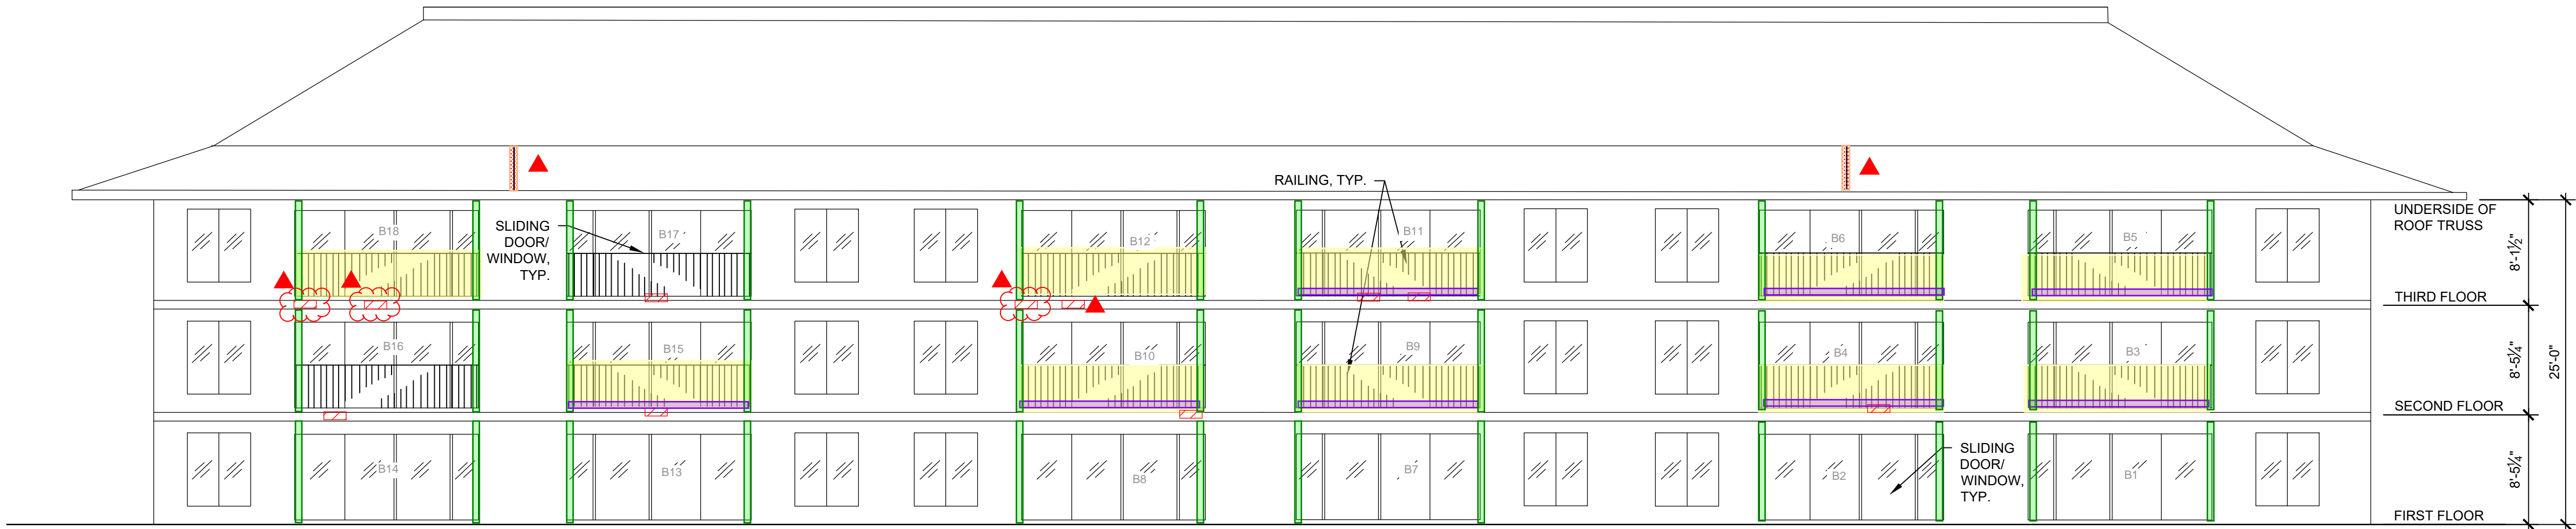 RAILING, TYP.
SLIDING
DOOR/
WINDOW,
TYP.
B18
B17
B12
B11
B6
B5
UNDERSIDE OF
ROOF TRUSS
8'-1½"
THIRD FLOOR
B16
B15
B10
B9
B4
B3
8'-5¼"
25'-0"
SECOND FLOOR
B14
B13
B8
B7
B2
B1
SLIDING
DOOR/
WINDOW,
TYP.
8'-5¼"
FIRST FLOOR